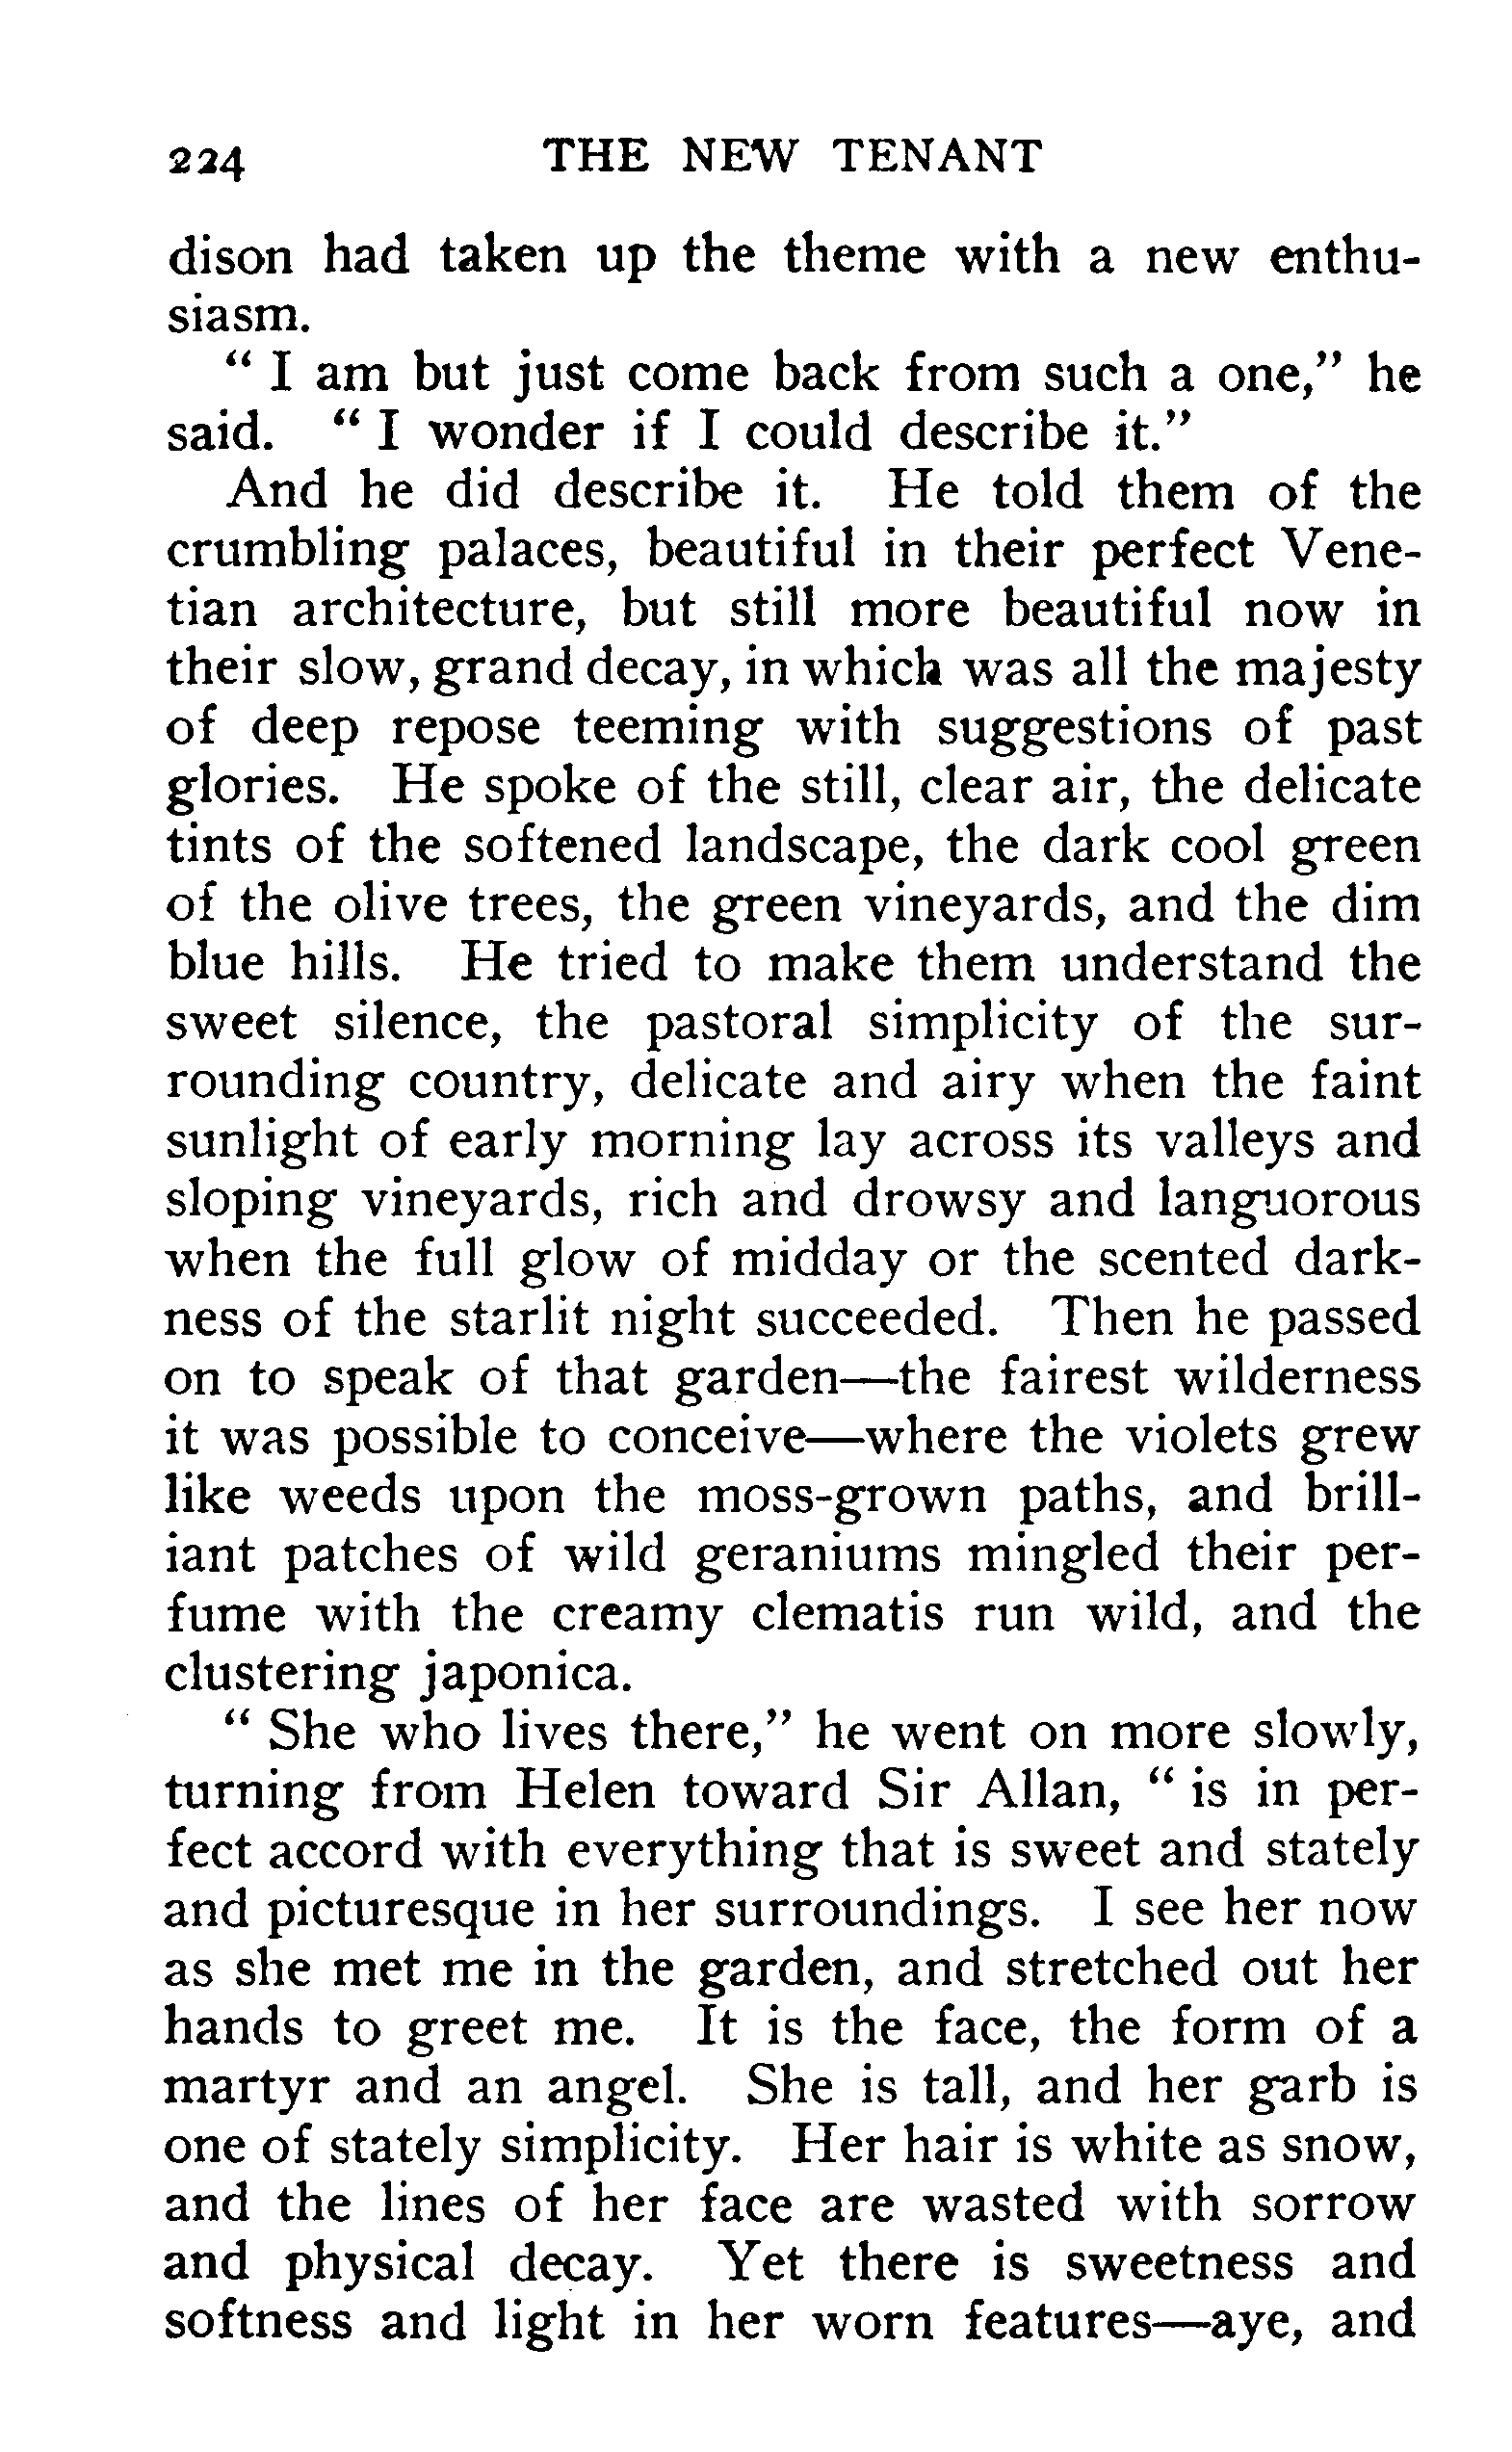 224 THE NEW TENANT
dison had taken up the theme with a new enthu-
siasm.
" I am but just come back from such a one," he
said. " I wonder if I could describe it."
And he did describe it. He told them of the
crumbling palaces, beautiful in their perfect Vene-
tian architecture, but still more beautiful now in
their slow, grand decay, in which was all the majesty
of deep repose teeming with suggestions of past
glories. He spoke of the still, clear air, the delicate
tints of the softened landscape, the dark cool green
of the olive trees, the green vineyards, and the dim
blue hills. He tried to make them understand the
sweet silence, the pastoral simplicity of the sur-
rounding country, delicate and airy when the faint
sunlight of early morning lay across its valleys and
sloping vineyards, rich and drowsy and languorous
when the full glow of midday or the scented dark-
ness of the starlit night succeeded. Then he passed
on to speak of that garden—the fairest wilderness
it was possible to conceive—where the violets grew
like weeds upon the moss-grown paths, and brill-
iant patches of wild geraniums mingled their per-
fume with the creamy clematis run wild, and the
clustering japonica.
" She who lives there," he went on more slowly,
turning from Helen toward Sir Allan, " is in per-
fect accord with everything that is sweet and stately
and picturesque in her surroundings. I see her now
as she met me in the garden, and stretched out her
hands to greet me. It is the face, the form of a
martyr and an angel. She is tall, and her garb is
one of stately simplicity. Her hair is white as snow,
and the lines of her face are wasted with sorrow
and physical decay. Yet there is sweetness and
softness and light in her worn features—aye, and